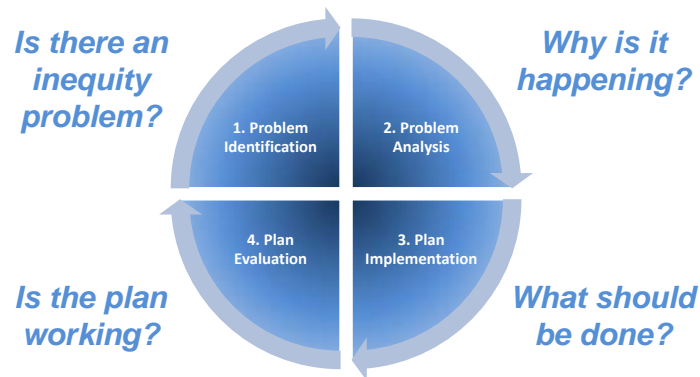 Is there an
inequity
problem?
Why is it
happening?
1. Problem
Identification
2. Problem
Analysis
4. Plan
Evaluation
3. Plan
Implementation
Is the plan
working?
What should
be done?